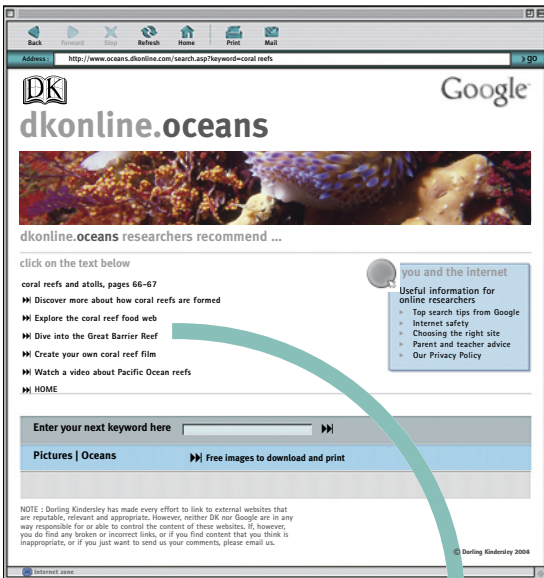 Back Forward Stop Refresh Home Print Mail
Address : http://www.oceans.dkonline.com/search.asp?keyword=coral reefs GO
DK
Google
dkonline.oceans
dkonline.oceans researchers recommend ...
click on the text below
coral reefs and atolls, pages 66-67
Discover more about how coral reefs are formed
Explore the coral reef food web
Dive into the Great Barrier Reef
Create your own coral reef film
Watch a video about Pacific Ocean reefs
HOME
you and the internet
Useful information for
online researchers
Top search tips from Google
Internet safety
Choosing the right site
Parent and teacher advice
Our Privacy Policy
Enter your next keyword here
Pictures | Oceans Free images to download and print
NOTE : Dorling Kindersley has made every effort to link to external websites that
are reputable, relevant and appropriate. However, neither DK nor Google are in any
way responsible for or able to control the content of these websites. If, however,
you do find any broken or incorrect links, or if you find content that you think is
inappropriate, or if you just want to send us your comments, please email us.
© Dorling Kindersley 2004
internet zone